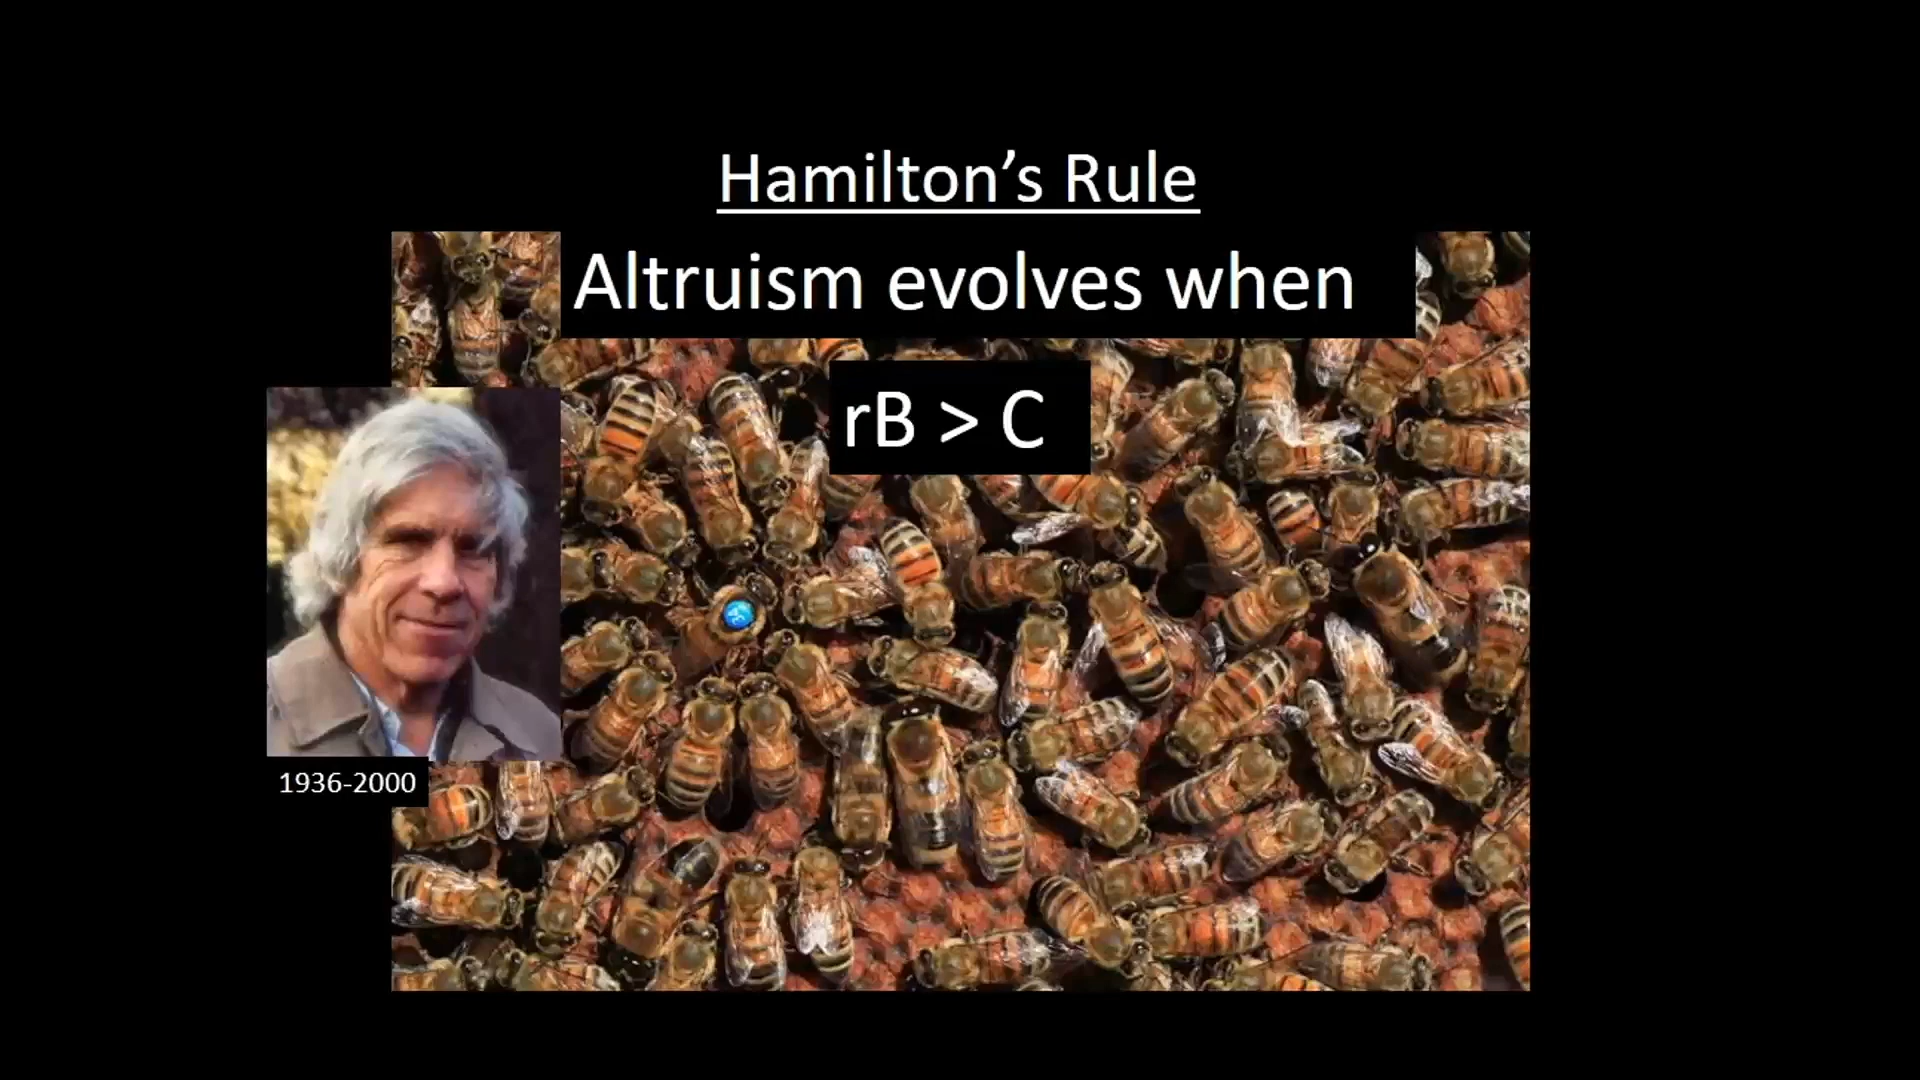 Hamilton’s Rule
Altruism evolves when
rB > C
1936-2000